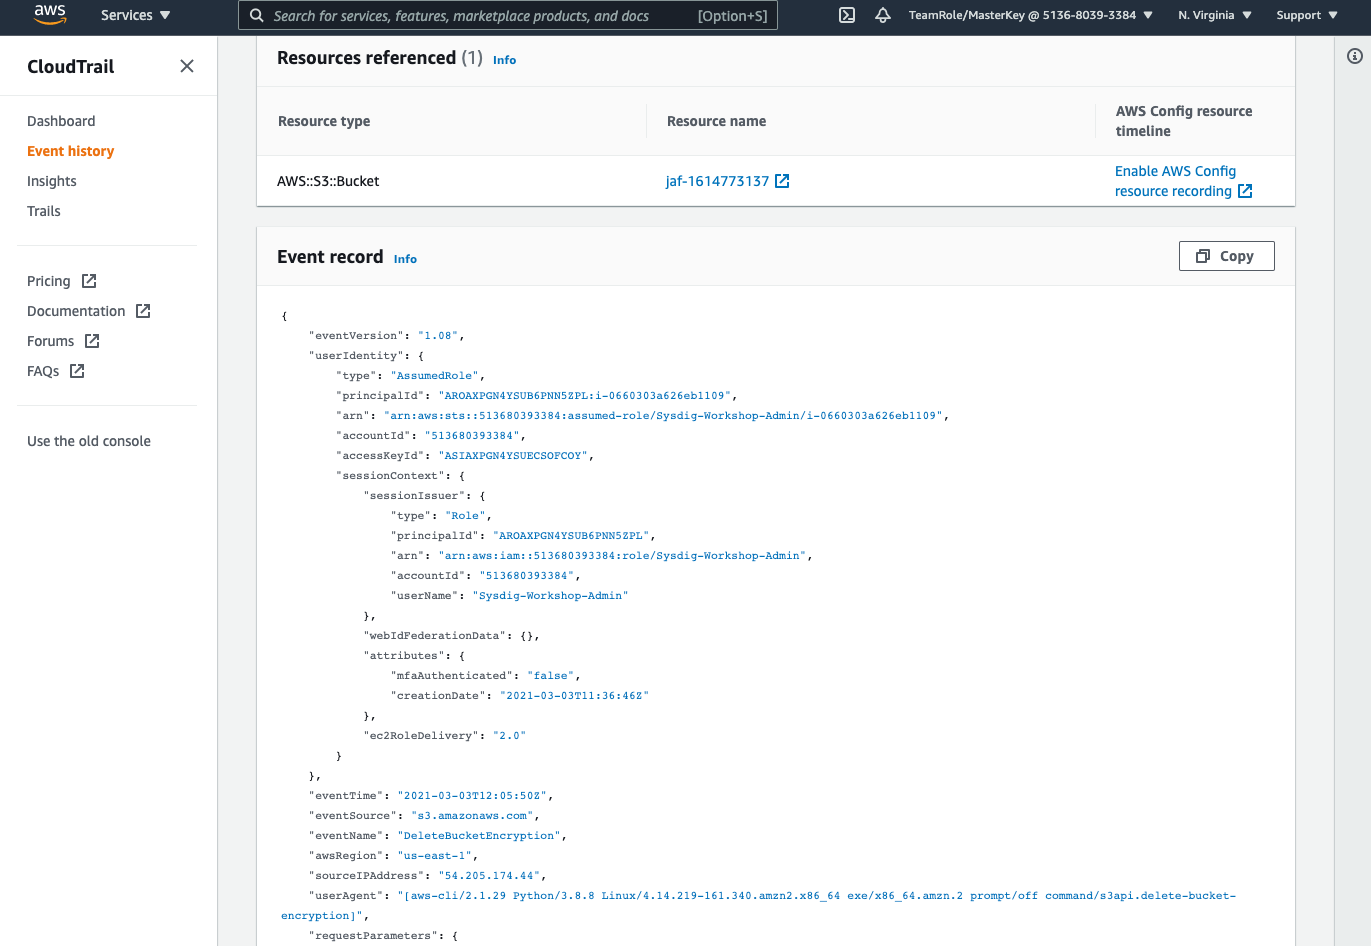 aws
Services
Search for services, features, marketplace products, and docs [Option+S]
TeamRole/MasterKey @ 5136-8039-3384
N. Virginia
Support
CloudTrail
Dashboard
Event history
Insights
Trails
Pricing
Documentation
Forums
FAQs
Use the old console
Resources referenced (1) Info
Resource type
Resource name
AWS Config resource
timeline
AWS::S3::Bucket
jaf-1614773137
Enable AWS Config
resource recording
Event record Info
Copy
{
"eventVersion": "1.08",
"userIdentity": {
"type": "AssumedRole",
"principalId": "AROAXPGN4YSUB6PNN5ZPL:i-0660303a626eb1109",
"arn": "arn:aws:sts::513680393384:assumed-role/Sysdig-Workshop-Admin/i-0660303a626eb1109",
"accountId": "513680393384",
"accessKeyId": "ASIAXPGN4YSUECSOFCOY",
"sessionContext": {
"sessionIssuer": {
"type": "Role",
"principalId": "AROAXPGN4YSUB6PNN5ZPL",
"arn": "arn:aws:iam::513680393384:role/Sysdig-Workshop-Admin",
"accountId": "513680393384",
"userName": "Sysdig-Workshop-Admin"
},
"webIdFederationData": {},
"attributes": {
"mfaAuthenticated": "false",
"creationDate": "2021-03-03T11:36:46Z"
},
"ec2RoleDelivery": "2.0"
}
},
"eventTime": "2021-03-03T12:05:50Z",
"eventSource": "s3.amazonaws.com",
"eventName": "DeleteBucketEncryption",
"awsRegion": "us-east-1",
"sourceIPAddress": "54.205.174.44",
"userAgent": "[aws-cli/2.1.29 Python/3.8.8 Linux/4.14.219-161.340.amzn2.x86_64 exe/x86_64.amzn.2 prompt/off command/s3api.delete-bucket-
encryption]",
"requestParameters": {